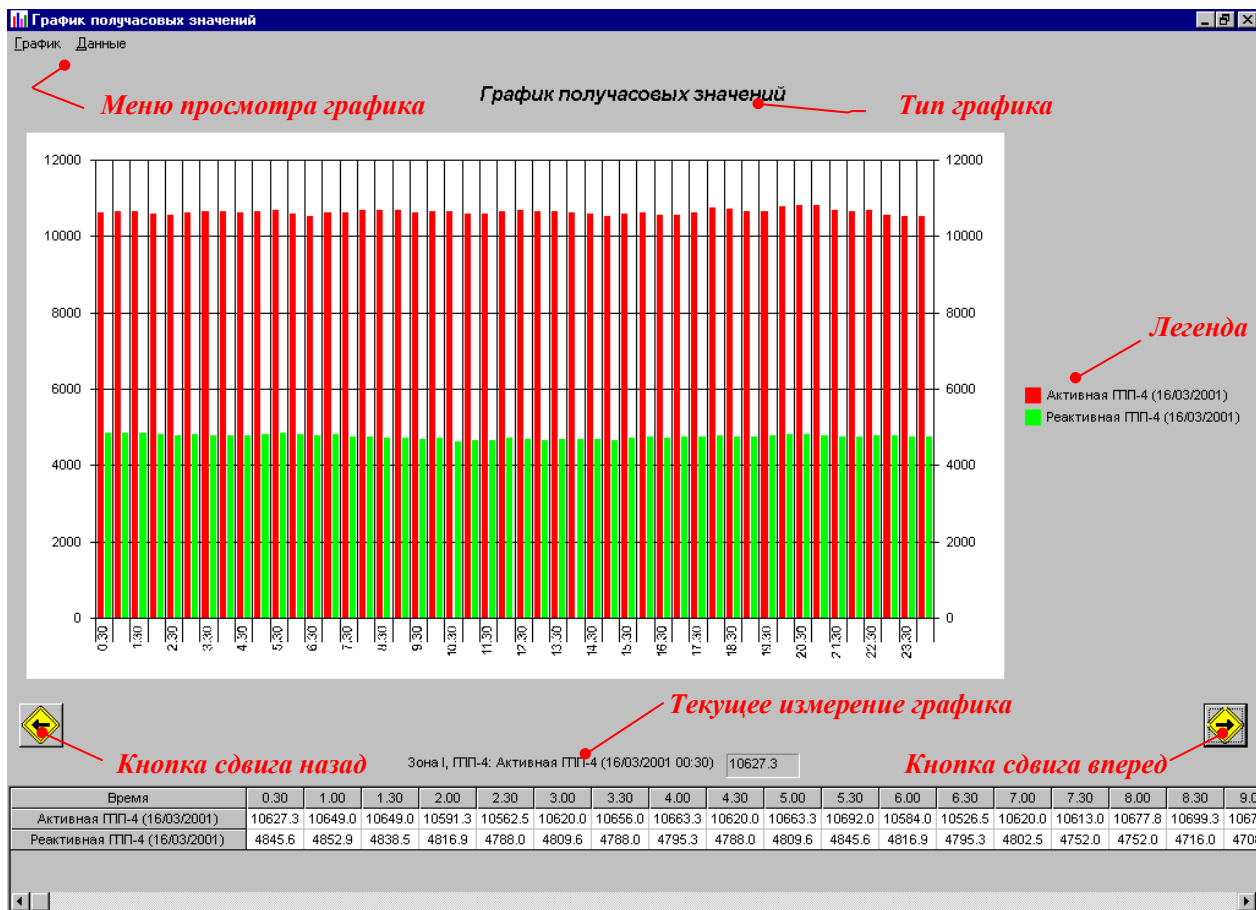 График получасовых значений
График Данные
Меню просмотра графика
График получасовых значений
Тип графика
12000 12000
10000 10000
8000 8000
6000 6000
4000 4000
2000 2000
0 0
0.30 1.30 2.30 3.30 4.30 5.30 6.30 7.30 8.30 9.30 10.30 11.30 12.30 13.30 14.30 15.30 16.30 17.30 18.30 19.30 20.30 21.30 22.30 23.30
Легенда
Активная ГПП-4 (16/03/2001)
Реактивная ГПП-4 (16/03/2001)
Текущее измерение графика
Кнопка сдвига назад
Зона I, ГПП-4: Активная ГПП-4 (16/03/2001 00:30) 10627.3
Кнопка сдвига вперед
Время 0.30 1.00 1.30 2.00 2.30 3.00 3.30 4.00 4.30 5.00 5.30 6.00 6.30 7.00 7.30 8.00 8.30 9.0
Активная ГПП-4 (16/03/2001) 10627.3 10649.0 10649.0 10591.3 10562.5 10620.0 10656.0 10663.3 10620.0 10663.3 10692.0 10584.0 10526.5 10620.0 10613.0 10677.8 10699.3 1067
Реактивная ГПП-4 (16/03/2001) 4845.6 4852.9 4838.5 4816.9 4788.0 4809.6 4788.0 4795.3 4788.0 4809.6 4845.6 4816.9 4795.3 4802.5 4752.0 4752.0 4716.0 470